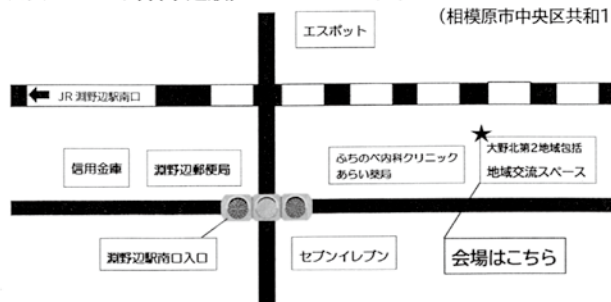 エスポット
(相模原市中央区共和1
JR 淵野辺駅南口
信用金庫
淵野辺郵便局
ふちのべ内科クリニック
あらい薬局
大野北第2地域包括
地域交流スペース
淵野辺駅南口入口
セブンイレブン
会場はこちら